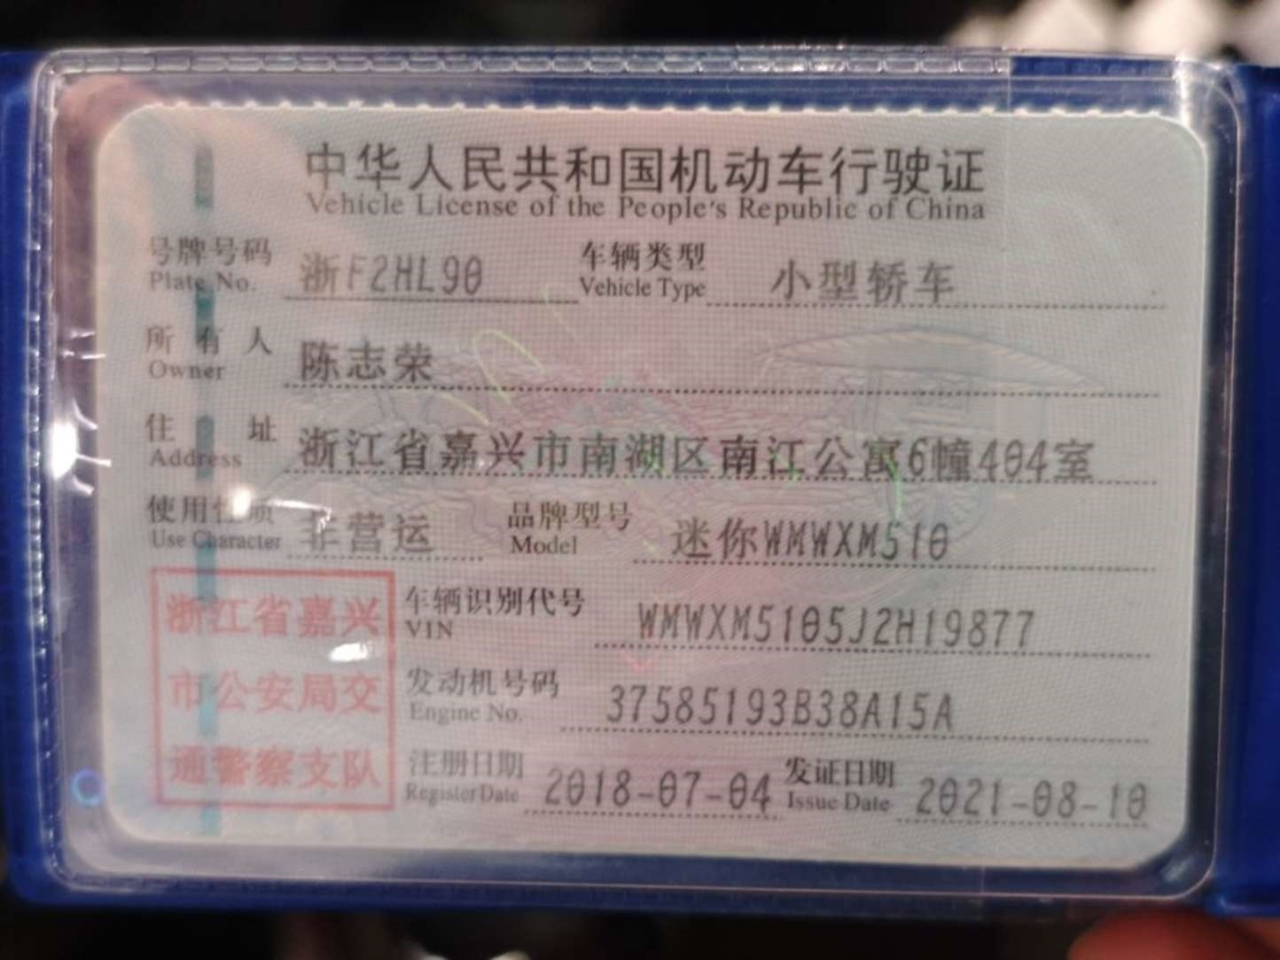 中华人民共和国机动车行驶证
Vehicle License of the People's Republic of China
号牌号码 浙F2HL90 车辆类型 小型轿车
Plate No. Vehicle Type
所有人 陈志荣
Owner
住址 浙江省嘉兴市南湖区南江公寓6幢404室
Address
使用性质 非营运 品牌型号 迷你WMWXM510
Use Character Model
浙江省嘉兴
市公安局交
通警察支队
车辆识别代号 WMWXM5105J2H19877
VIN
发动机号码 37585193B38A15A
Engine No.
注册日期 2018-07-04 发证日期 2021-08-10
Register Date Issue Date